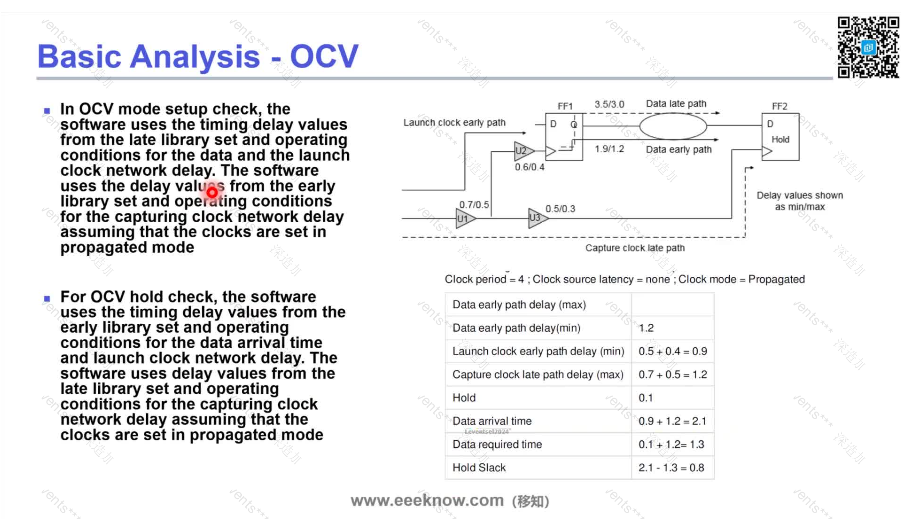 Basic Analysis - OCV
In OCV mode setup check, the
software uses the timing delay values
from the late library set and operating
conditions for the data and the launch
clock network delay. The software
uses the delay values from the early
library set and operating conditions
for the capturing clock network delay
assuming that the clocks are set in
propagated mode
For OCV hold check, the software
uses the timing delay values from the
early library set and operating
conditions for the data arrival time
and launch clock network delay. The
software uses delay values from the
late library set and operating
conditions for the capturing clock
network delay assuming that the
clocks are set in propagated mode
FF1
3.5/3.0
Data late path
FF2
Launch clock early path
D
Q
D
Hold
U2
1.9/1.2
Data early path
0.6/0.4
0.7/0.5
0.5/0.3
U1
U3
Delay values shown
as min/max
Capture clock late path
Clock period = 4 ; Clock source latency = none ; Clock mode = Propagated
Data early path delay (max)
Data early path delay(min) 1.2
Launch clock early path delay (min) 0.5 + 0.4 = 0.9
Capture clock late path delay (max) 0.7 + 0.5 = 1.2
Hold 0.1
Data arrival time 0.9 + 1.2 = 2.1
Data required time 0.1 + 1.2= 1.3
Hold Slack 2.1 - 1.3 = 0.8
www.eeeknow.com (移知)